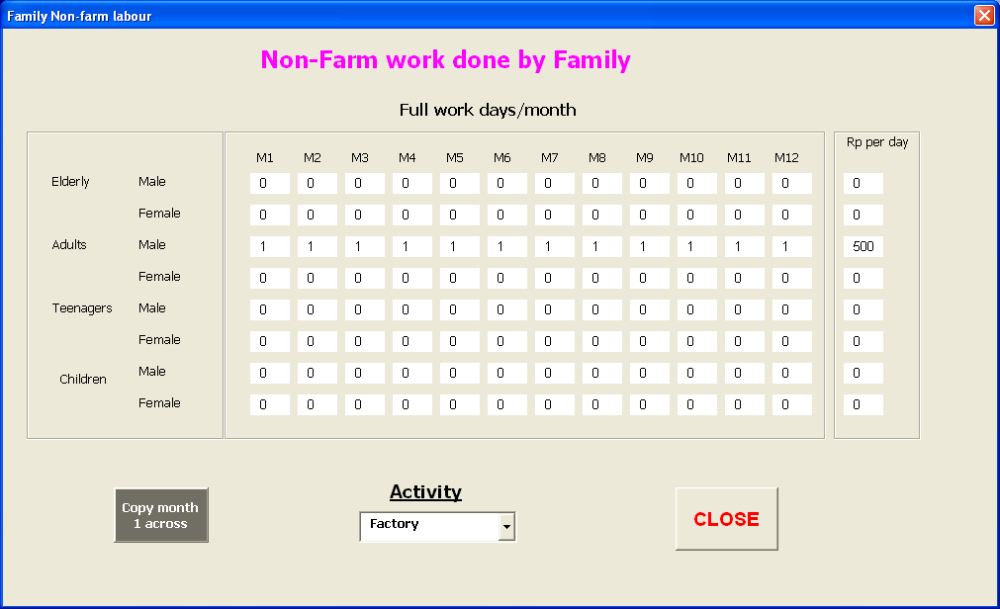 Family Non-farm labour
Non-Farm work done by Family
Full work days/month
Rp per day
M1 M2 M3 M4 M5 M6 M7 M8 M9 M10 M11 M12
Elderly Male 0 0 0 0 0 0 0 0 0 0 0 0 0
Female 0 0 0 0 0 0 0 0 0 0 0 0 0
Adults Male 1 1 1 1 1 1 1 1 1 1 1 1 500
Female 0 0 0 0 0 0 0 0 0 0 0 0 0
Teenagers Male 0 0 0 0 0 0 0 0 0 0 0 0 0
Female 0 0 0 0 0 0 0 0 0 0 0 0 0
Children Male 0 0 0 0 0 0 0 0 0 0 0 0 0
Female 0 0 0 0 0 0 0 0 0 0 0 0 0
Copy month
1 across
Activity
Factory
CLOSE